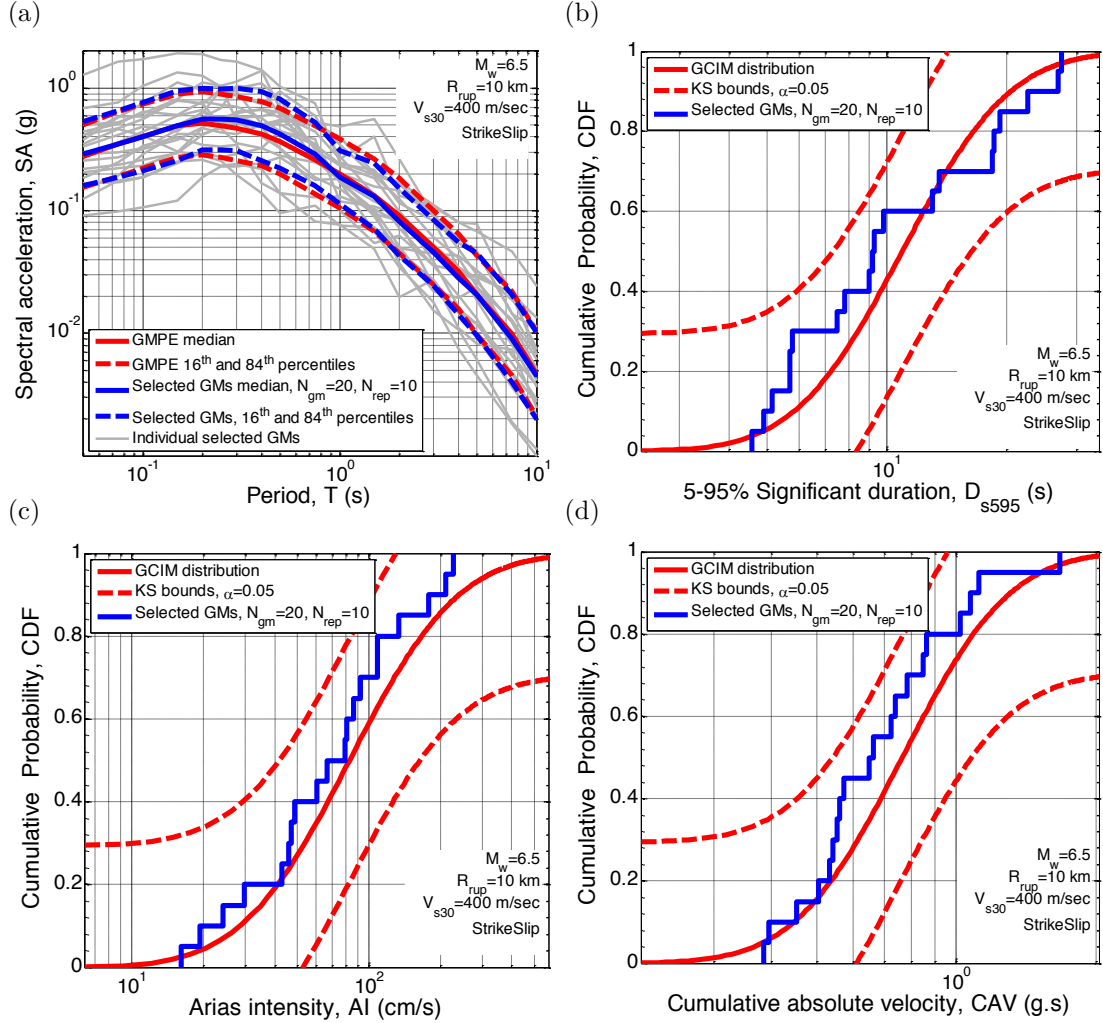 (a)
Spectral acceleration, SA (g)
10^0
10^-1
10^-2
M_w=6.5
R_rup=10 km
V_s30=400 m/sec
StrikeSlip
GMPE median
GMPE 16^th and 84^th percentiles
Selected GMs median, N_gm=20, N_rep=10
Selected GMs, 16^th and 84^th percentiles
Individual selected GMs
10^-1
10^0
10^1
Period, T (s)
(b)
Cumulative Probability, CDF
1
0.8
0.6
0.4
0.2
0
GCIM distribution
KS bounds, α=0.05
Selected GMs, N_gm=20, N_rep=10
M_w=6.5
R_rup=10 km
V_s30=400 m/sec
StrikeSlip
10^1
5-95% Significant duration, D_s595 (s)
(c)
Cumulative Probability, CDF
1
0.8
0.6
0.4
0.2
0
GCIM distribution
KS bounds, α=0.05
Selected GMs, N_gm=20, N_rep=10
M_w=6.5
R_rup=10 km
V_s30=400 m/sec
StrikeSlip
10^1
10^2
Arias intensity, AI (cm/s)
(d)
Cumulative Probability, CDF
1
0.8
0.6
0.4
0.2
0
GCIM distribution
KS bounds, α=0.05
Selected GMs, N_gm=20, N_rep=10
M_w=6.5
R_rup=10 km
V_s30=400 m/sec
StrikeSlip
10^0
Cumulative absolute velocity, CAV (g.s)